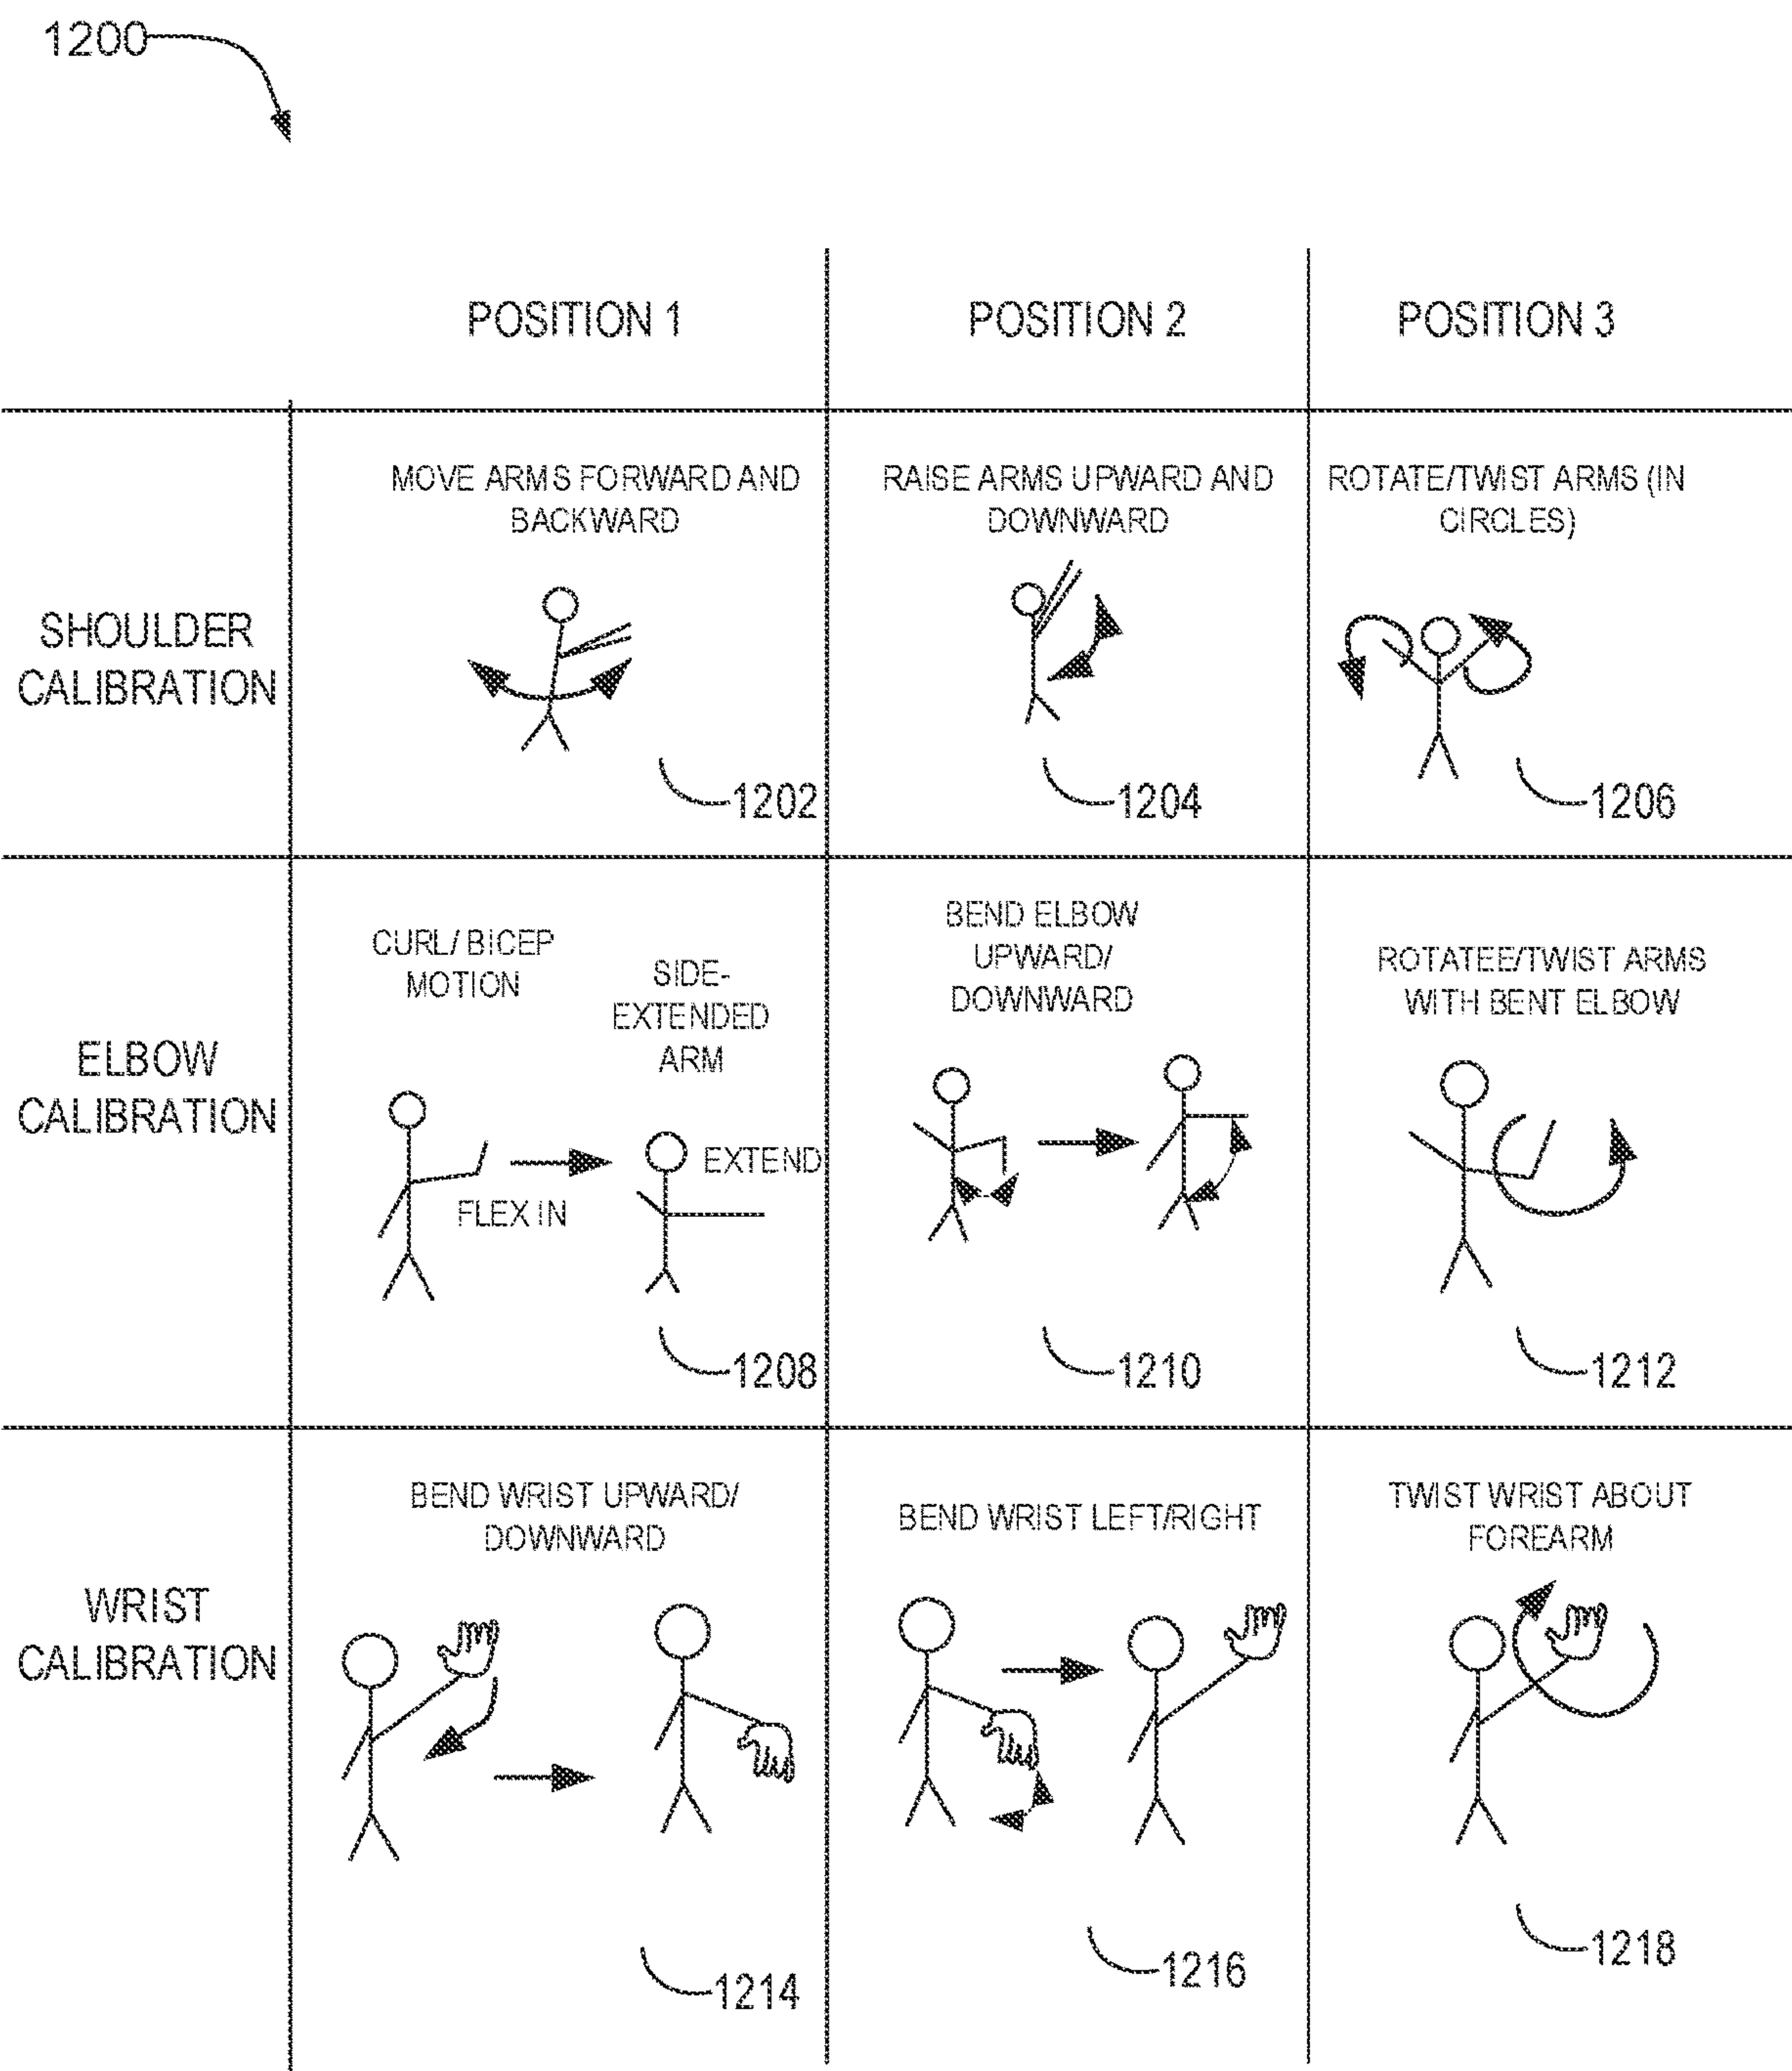 1200
POSITION 1
POSITION 2
POSITION 3
SHOULDER
CALIBRATION
MOVE ARMS FORWARD AND
BACKWARD
1202
RAISE ARMS UPWARD AND
DOWNWARD
1204
ROTATE/TWIST ARMS (IN
CIRCLES)
1206
ELBOW
CALIBRATION
CURL/ BICEP
MOTION
SIDE-
EXTENDED
ARM
EXTEND
FLEX IN
1208
BEND ELBOW
UPWARD/
DOWNWARD
1210
ROTATEE/TWIST ARMS
WITH BENT ELBOW
1212
WRIST
CALIBRATION
BEND WRIST UPWARD/
DOWNWARD
1214
BEND WRIST LEFT/RIGHT
1216
TWIST WRIST ABOUT
FOREARM
1218